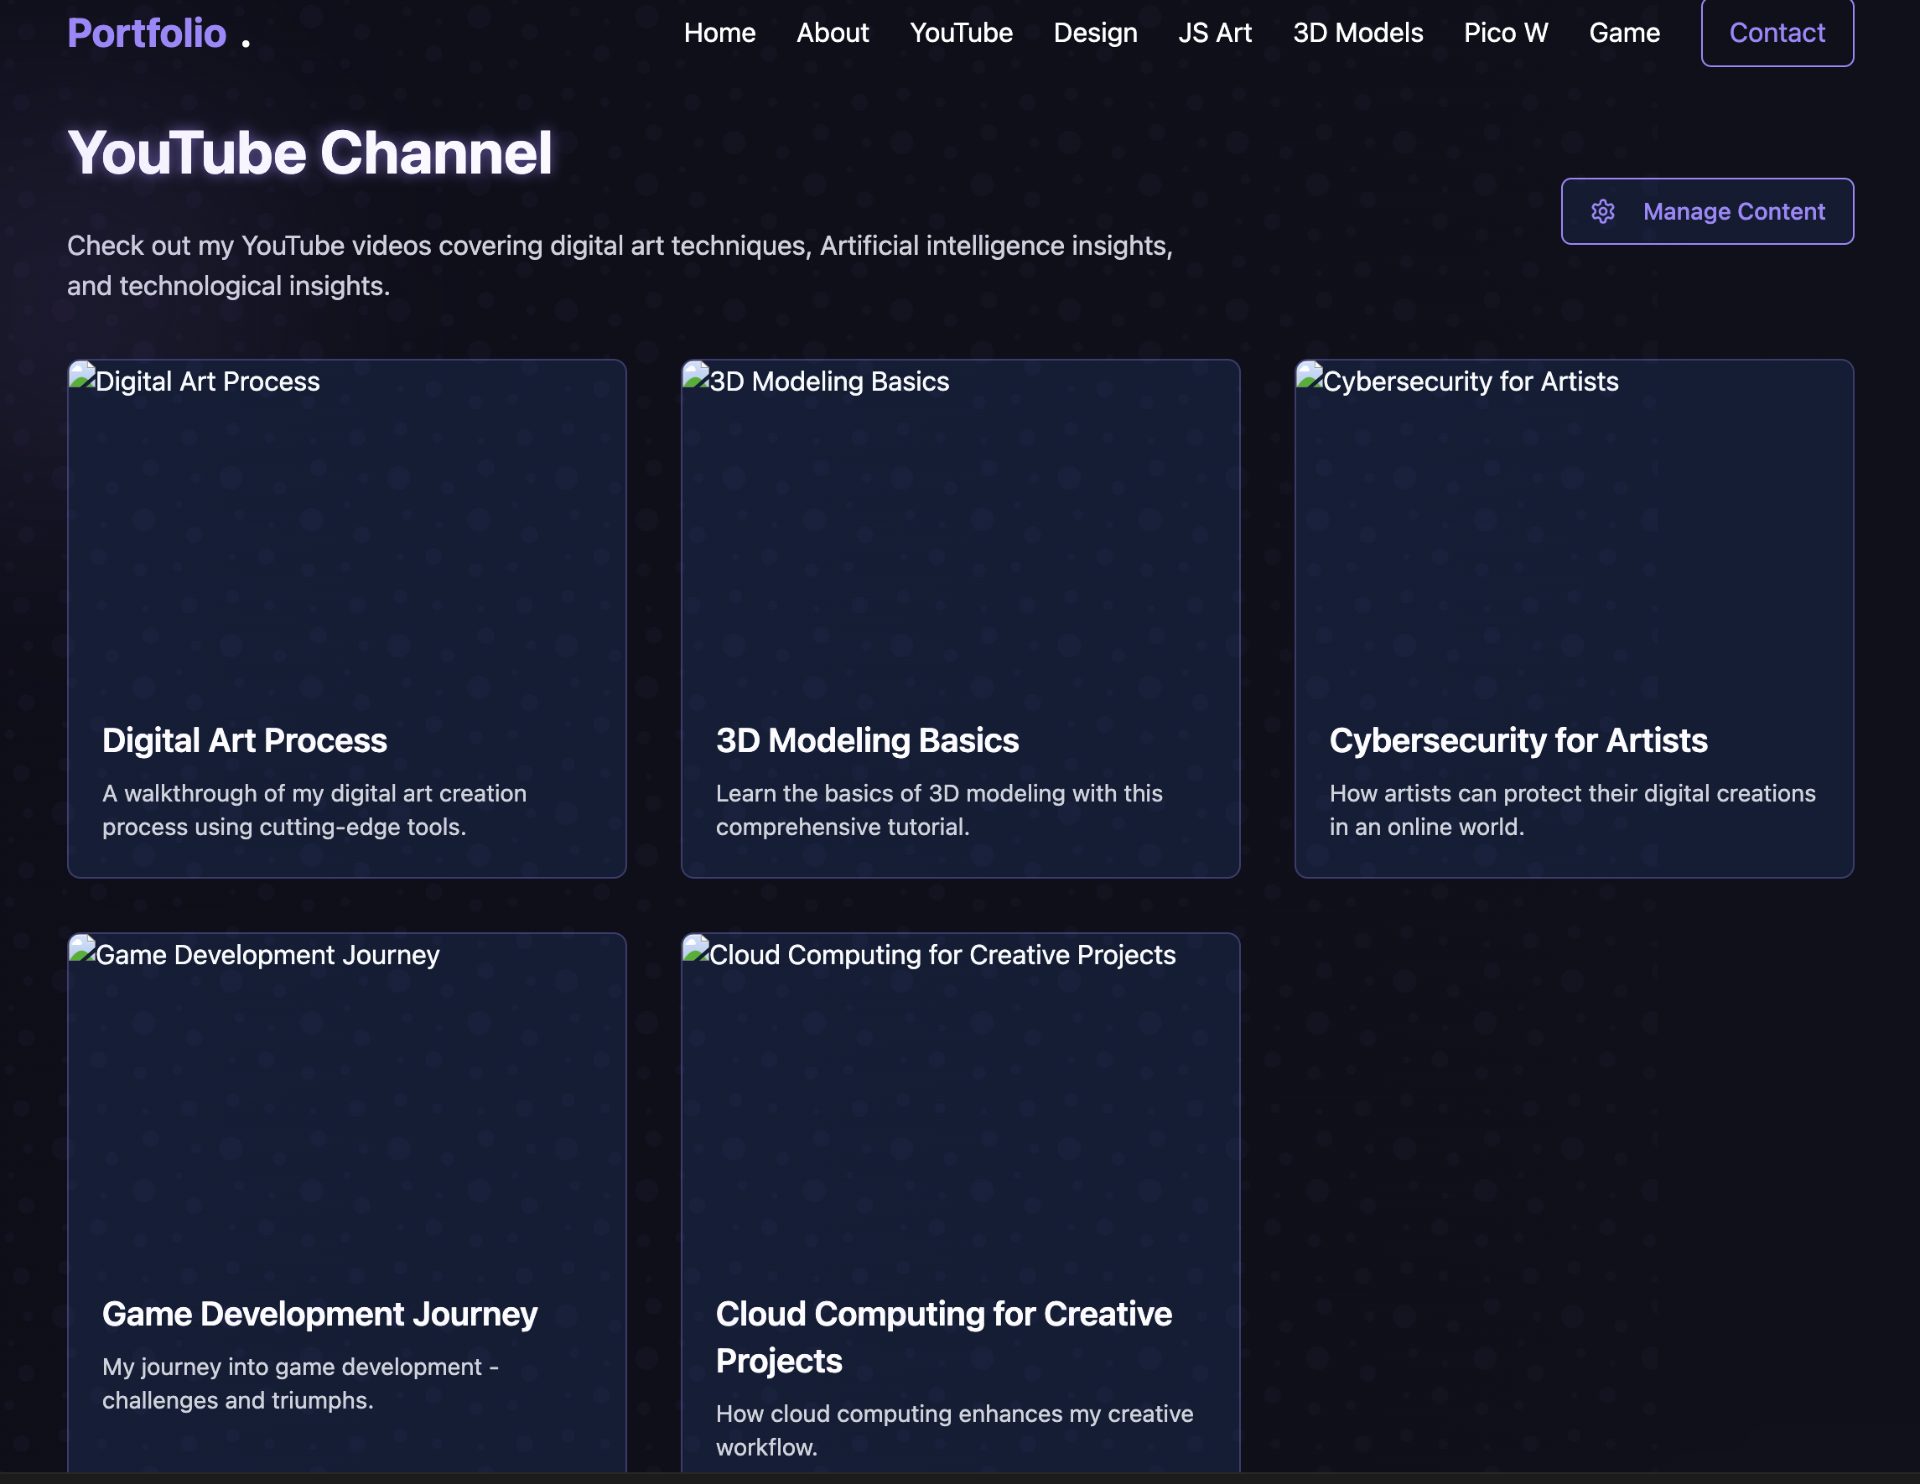 Portfolio .
Home About YouTube Design JS Art 3D Models Pico W Game Contact
YouTube Channel
Manage Content
Check out my YouTube videos covering digital art techniques, Artificial intelligence insights,
and technological insights.
Digital Art Process
Digital Art Process
A walkthrough of my digital art creation
process using cutting-edge tools.
3D Modeling Basics
3D Modeling Basics
Learn the basics of 3D modeling with this
comprehensive tutorial.
Cybersecurity for Artists
Cybersecurity for Artists
How artists can protect their digital creations
in an online world.
Game Development Journey
Game Development Journey
My journey into game development -
challenges and triumphs.
Cloud Computing for Creative Projects
Cloud Computing for Creative
Projects
How cloud computing enhances my creative
workflow.